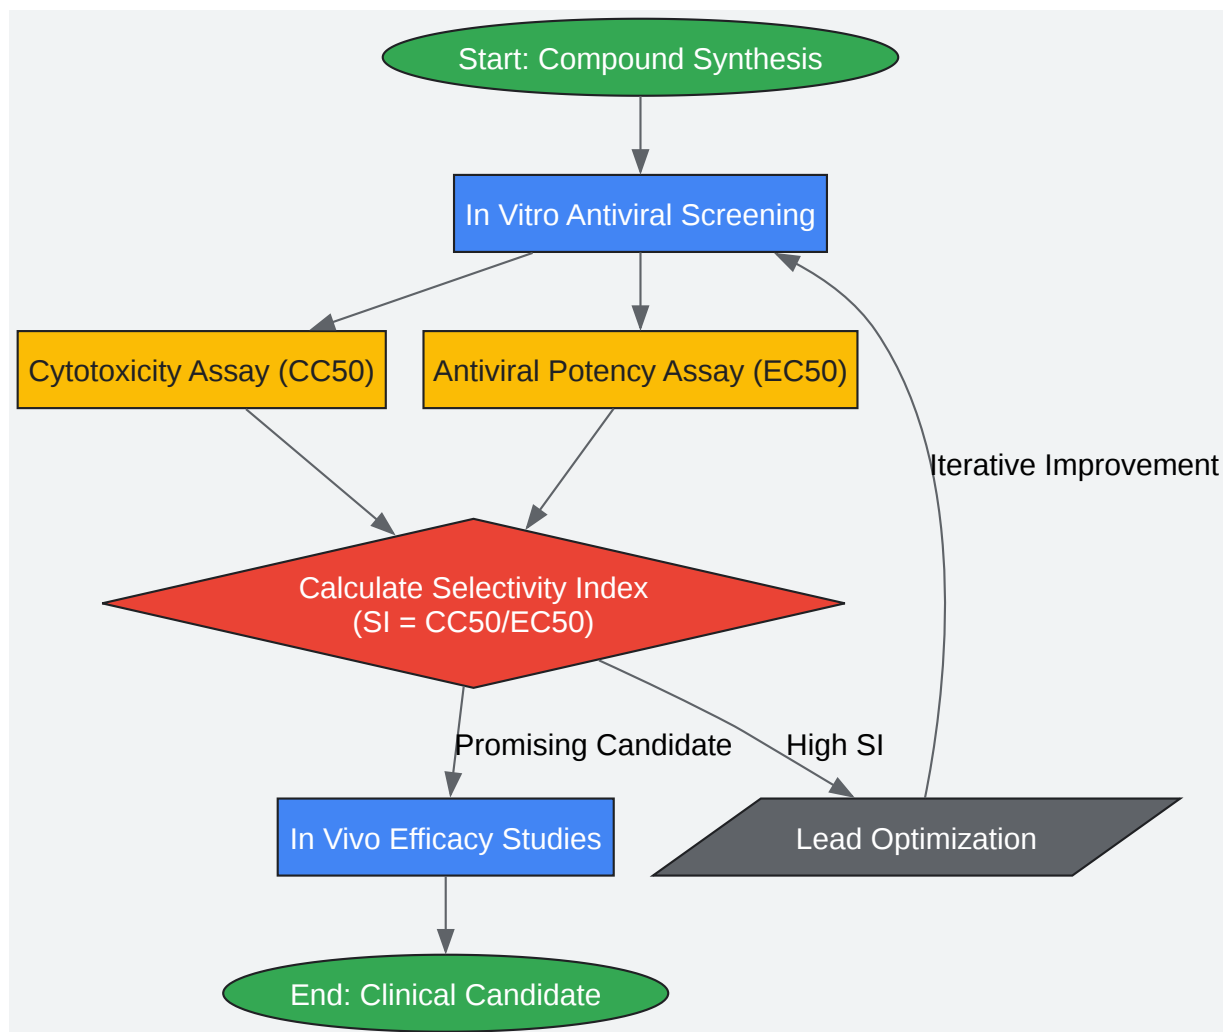 Start: Compound Synthesis
In Vitro Antiviral Screening
Cytotoxicity Assay (CC50)
Antiviral Potency Assay (EC50)
Iterative Improvement
Calculate Selectivity Index
(SI = CC50/EC50)
Promising Candidate
High SI
In Vivo Efficacy Studies
Lead Optimization
End: Clinical Candidate